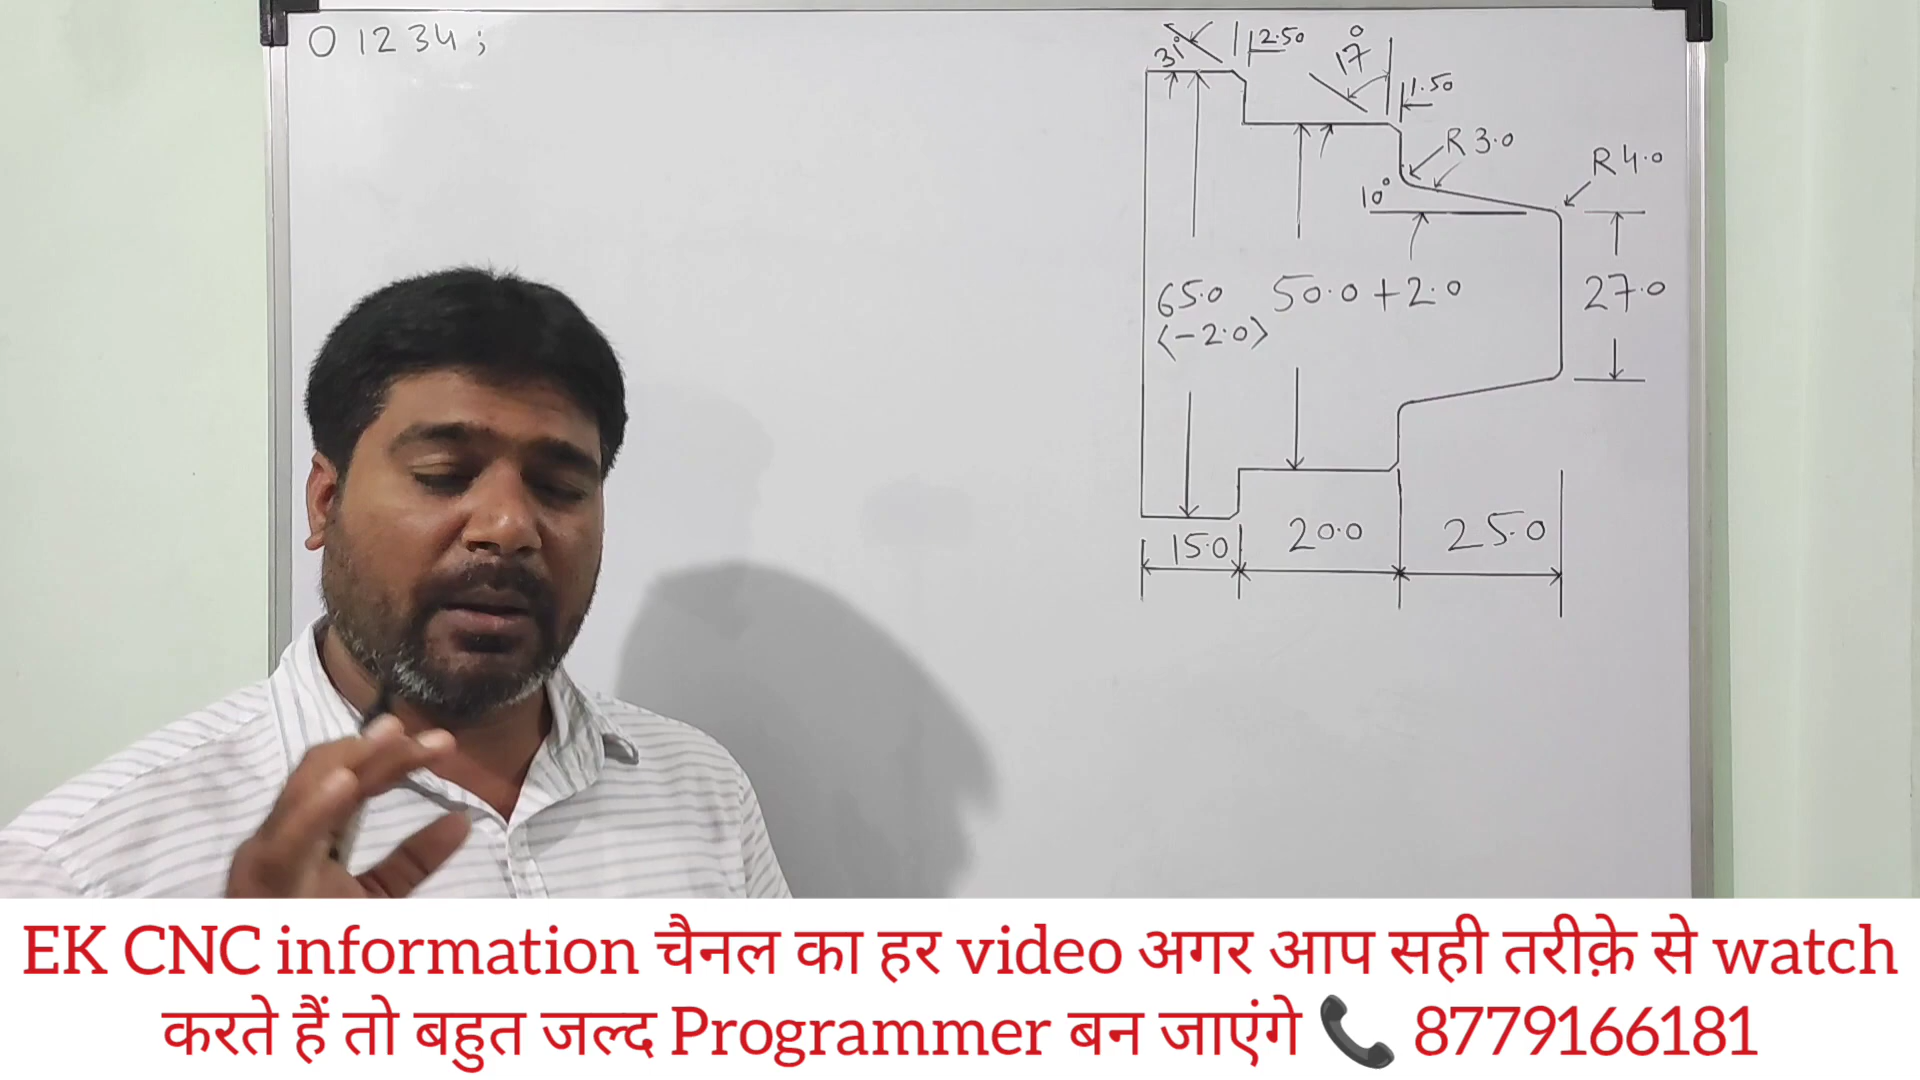 O 1234 ;
31° 2.50 17°
1.50
R 3.0
R 4.0
10°
65.0 50.0 + 2.0 27.0
(-2.0)
15.0 20.0 25.0
EK CNC information चैनल का हर video अगर आप सही तरीक़े से watch
करते हैं तो बहुत जल्द Programmer बन जाएंगे 📞 8779166181